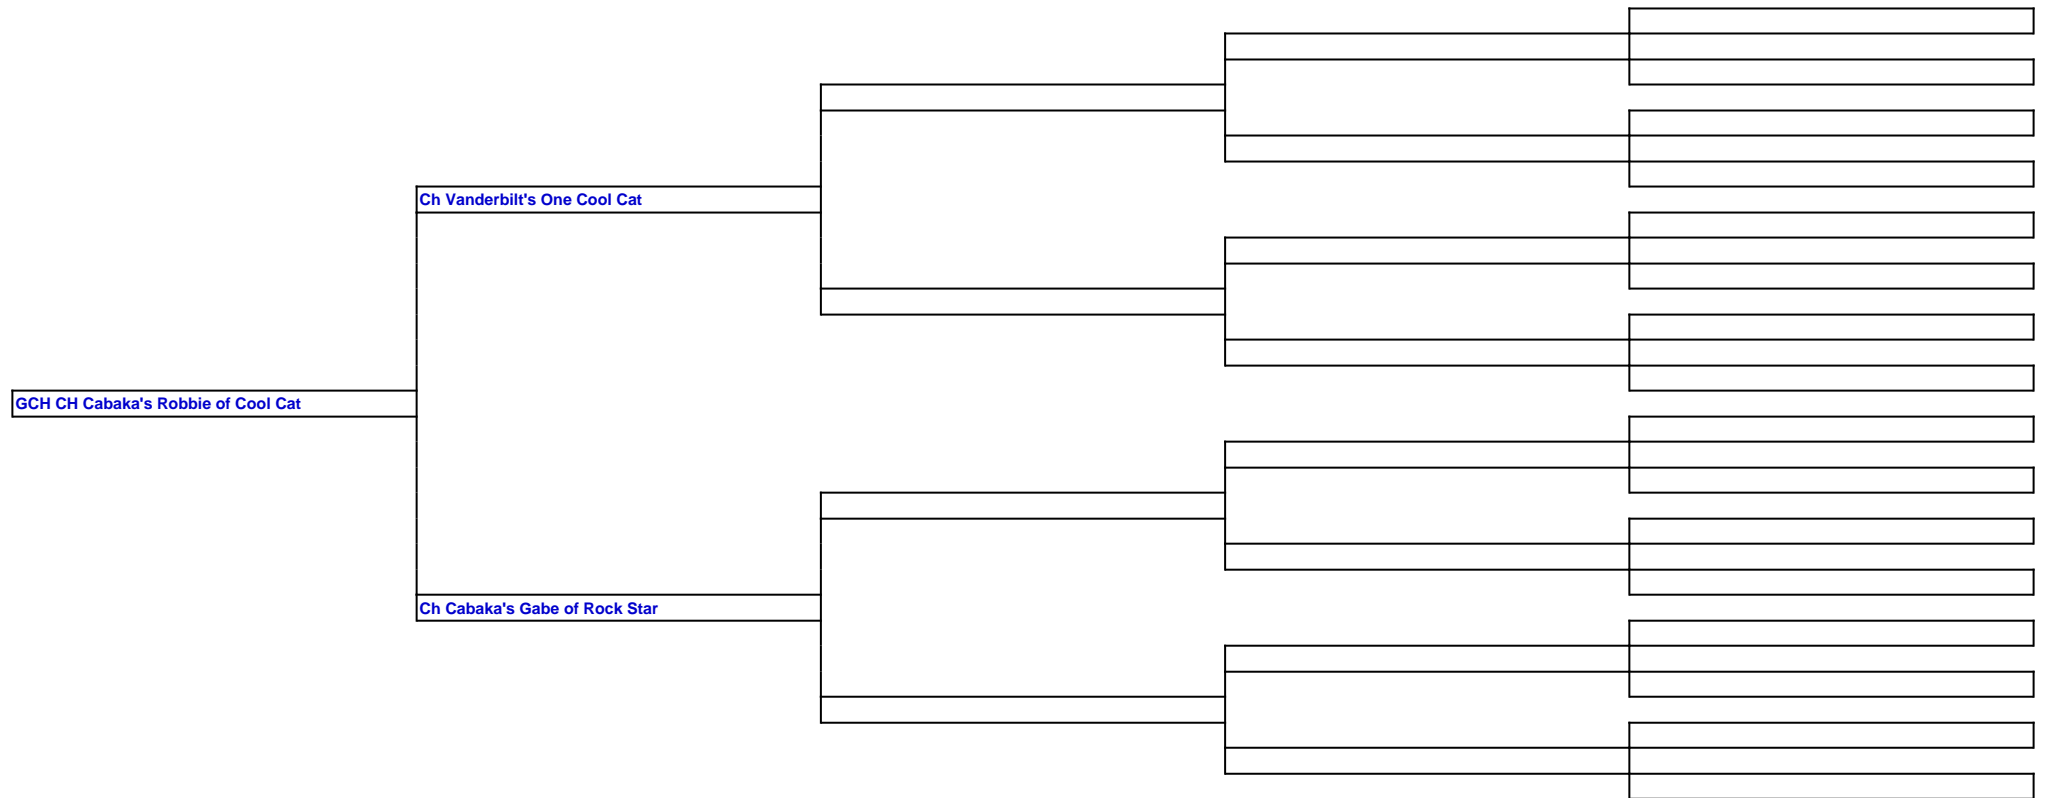 Ch Vanderbilt's One Cool Cat
GCH CH Cabaka's Robbie of Cool Cat
Ch Cabaka's Gabe of Rock Star